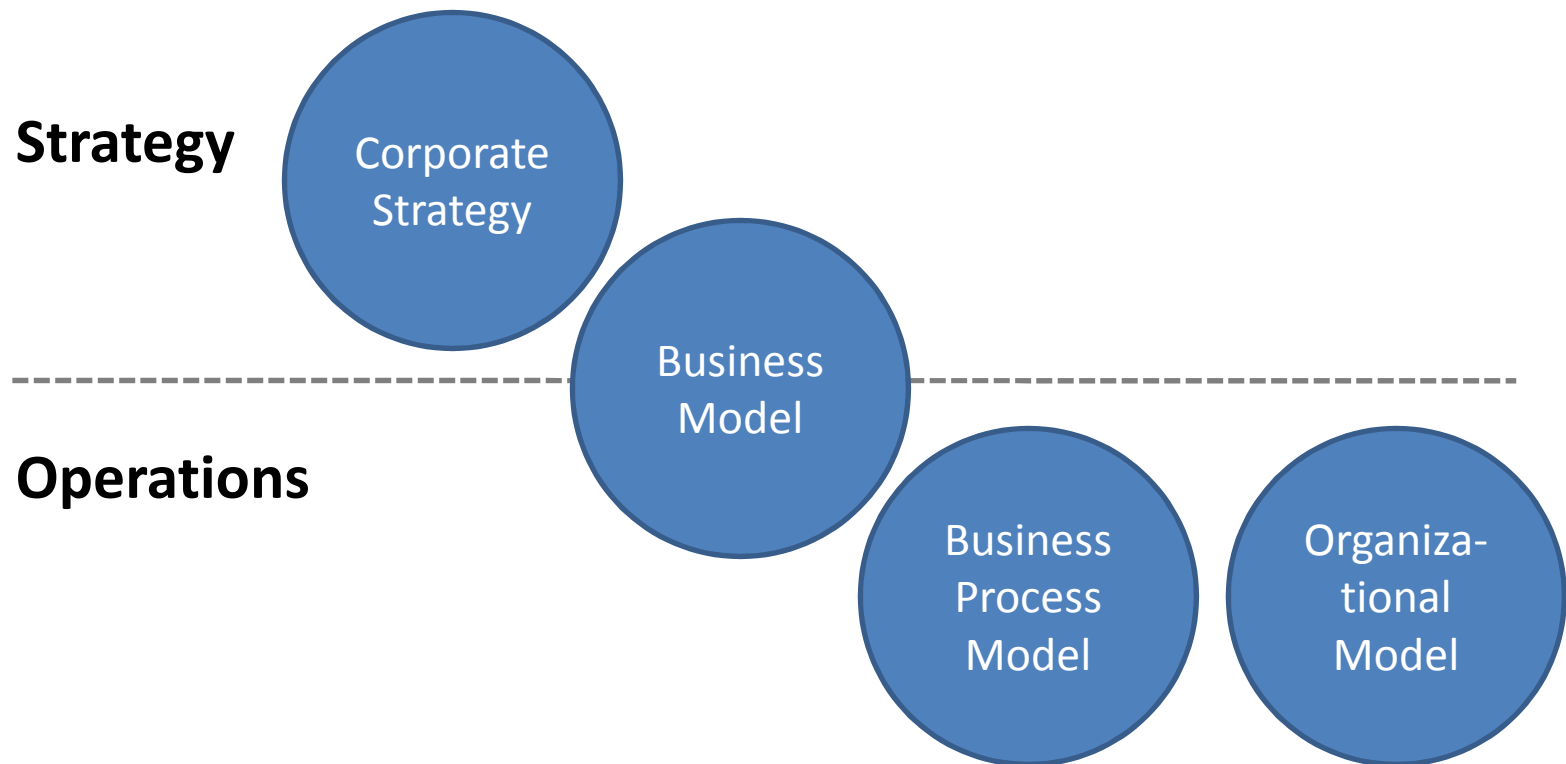 Strategy
Corporate
Strategy
Business
Model
Operations
Business
Process
Model
Organiza-
tional
Model